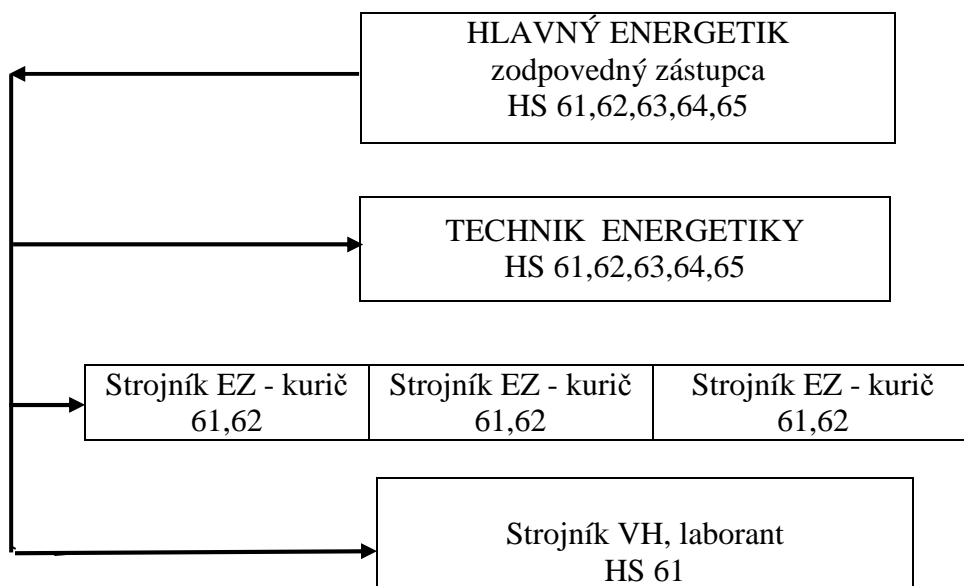 HLAVNÝ ENERGETIK
zodpovedný zástupca
HS 61,62,63,64,65
TECHNIK ENERGETIKY
HS 61,62,63,64,65
Strojník EZ - kurič
61,62
Strojník EZ - kurič
61,62
Strojník EZ - kurič
61,62
Strojník VH, laborant
HS 61